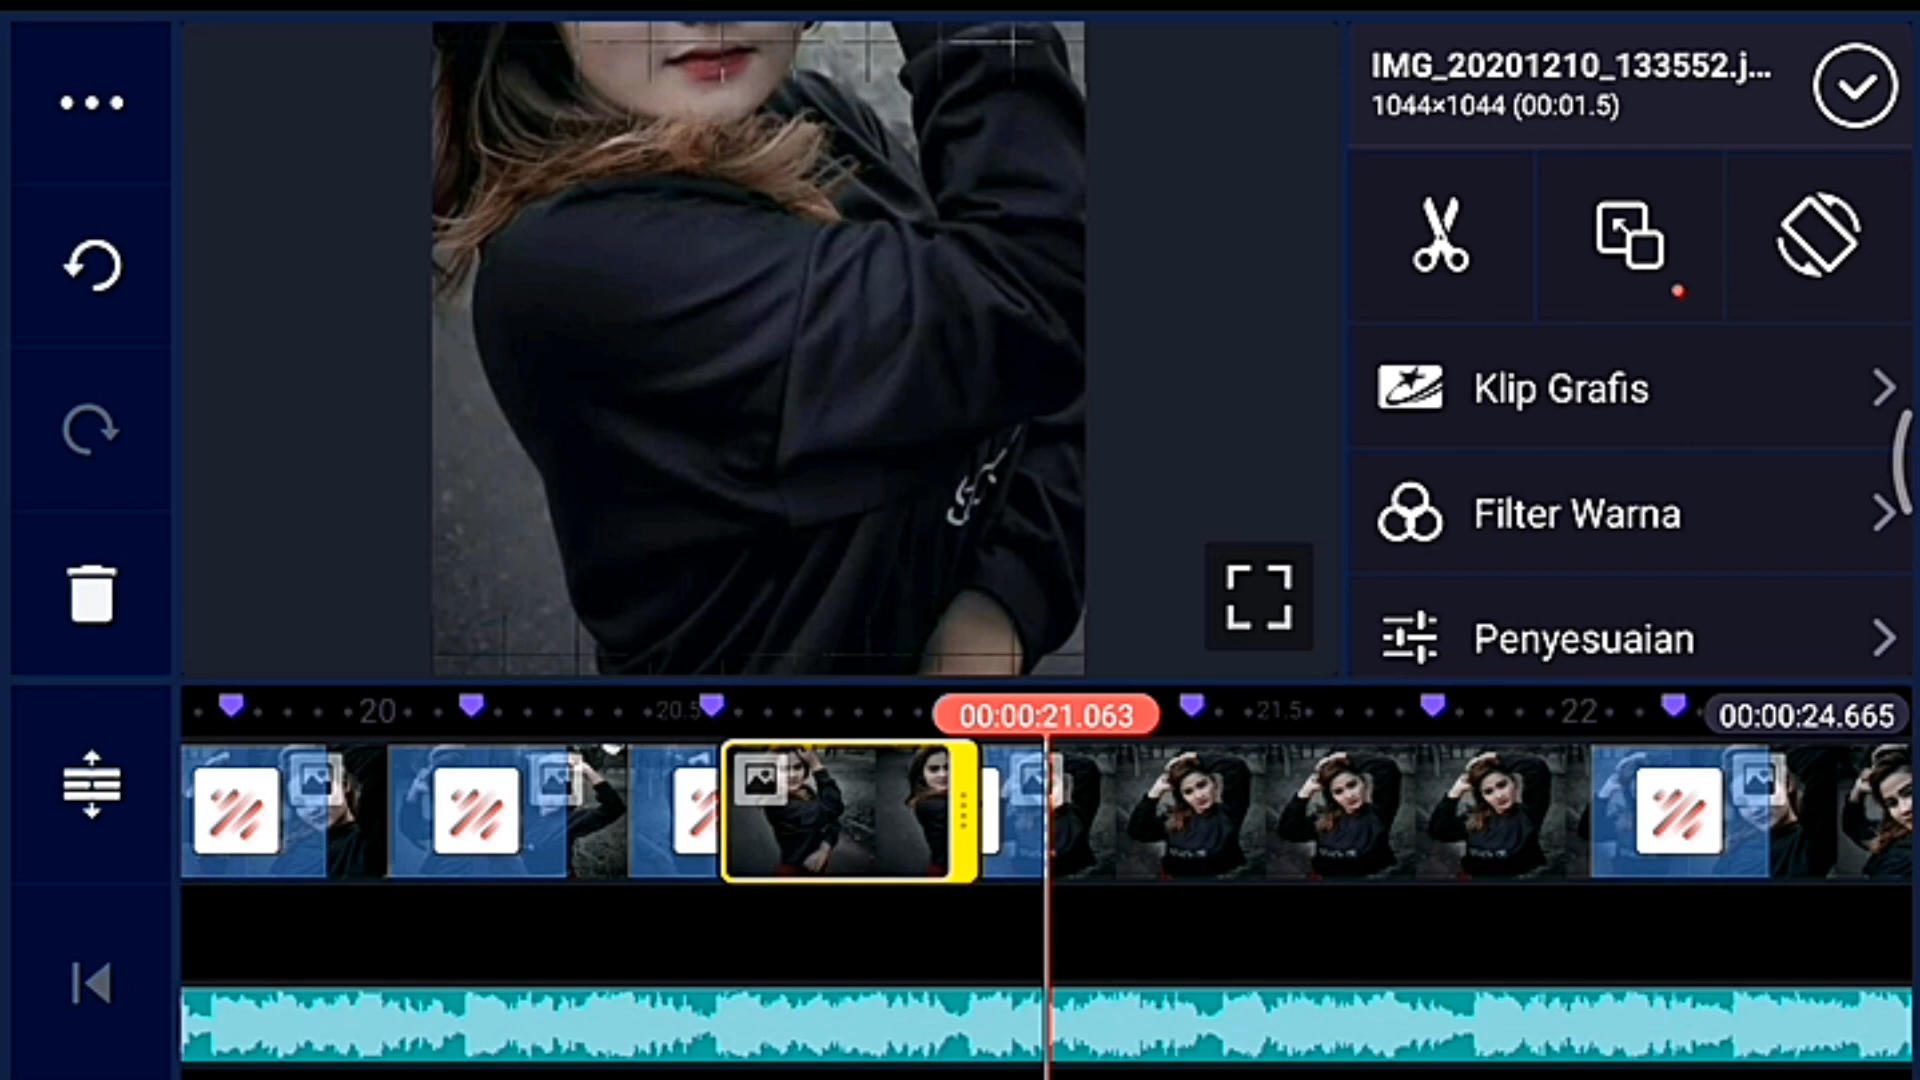 IMG_20201210_133552.j...
1044×1044 (00:01.5)
Klip Grafis
Filter Warna
Penyesuaian
20
20.5
00:00:21.063
21.5
22
00:00:24.665